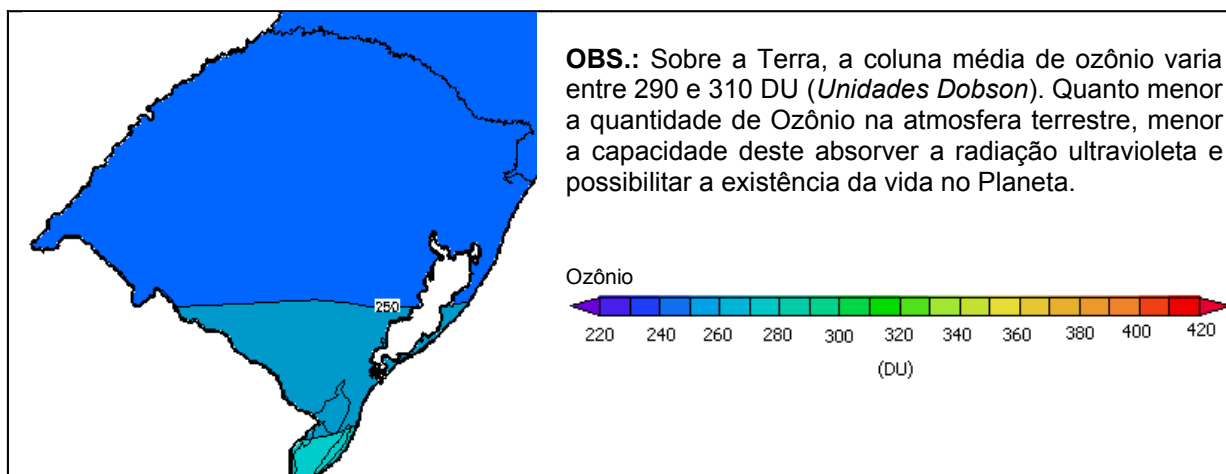 OBS.: Sobre a Terra, a coluna média de ozônio varia
entre 290 e 310 DU (Unidades Dobson). Quanto menor
a quantidade de Ozônio na atmosfera terrestre, menor
a capacidade deste absorver a radiação ultravioleta e
possibilitar a existência da vida no Planeta.
250
Ozônio
220 240 260 280 300 320 340 360 380 400 420
(DU)